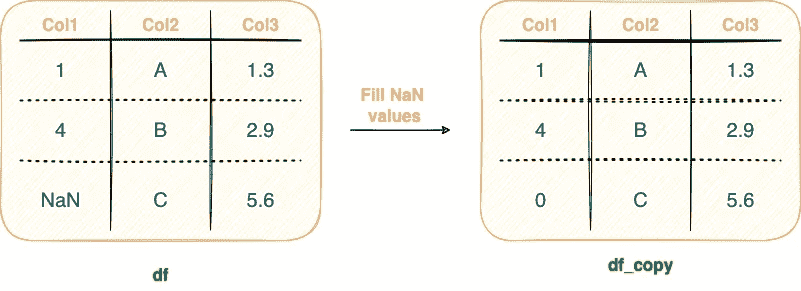 Col1 Col2 Col3
1 A 1.3
4 B 2.9
NaN C 5.6
df
Fill NaN
values
Col1 Col2 Col3
1 A 1.3
4 B 2.9
0 C 5.6
df_copy